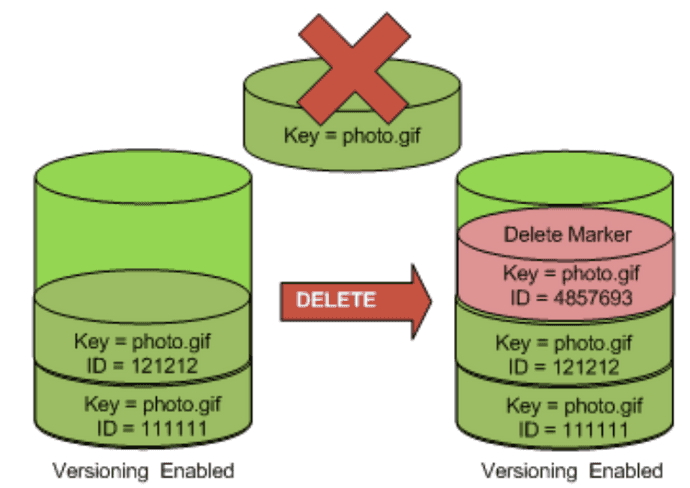 Key = photo.gif
Key = photo.gif
ID = 121212
Key = photo.gif
ID = 111111
Versioning Enabled
DELETE
Delete Marker
Key = photo.gif
ID = 4857693
Key = photo.gif
ID = 121212
Key = photo.gif
ID = 111111
Versioning Enabled